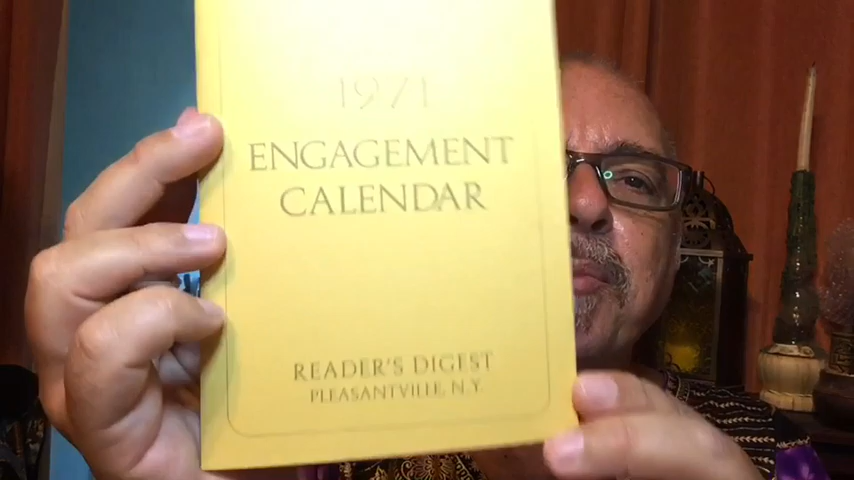 1971
ENGAGEMENT
CALENDAR
READER'S DIGEST
PLEASANTVILLE, N.Y.